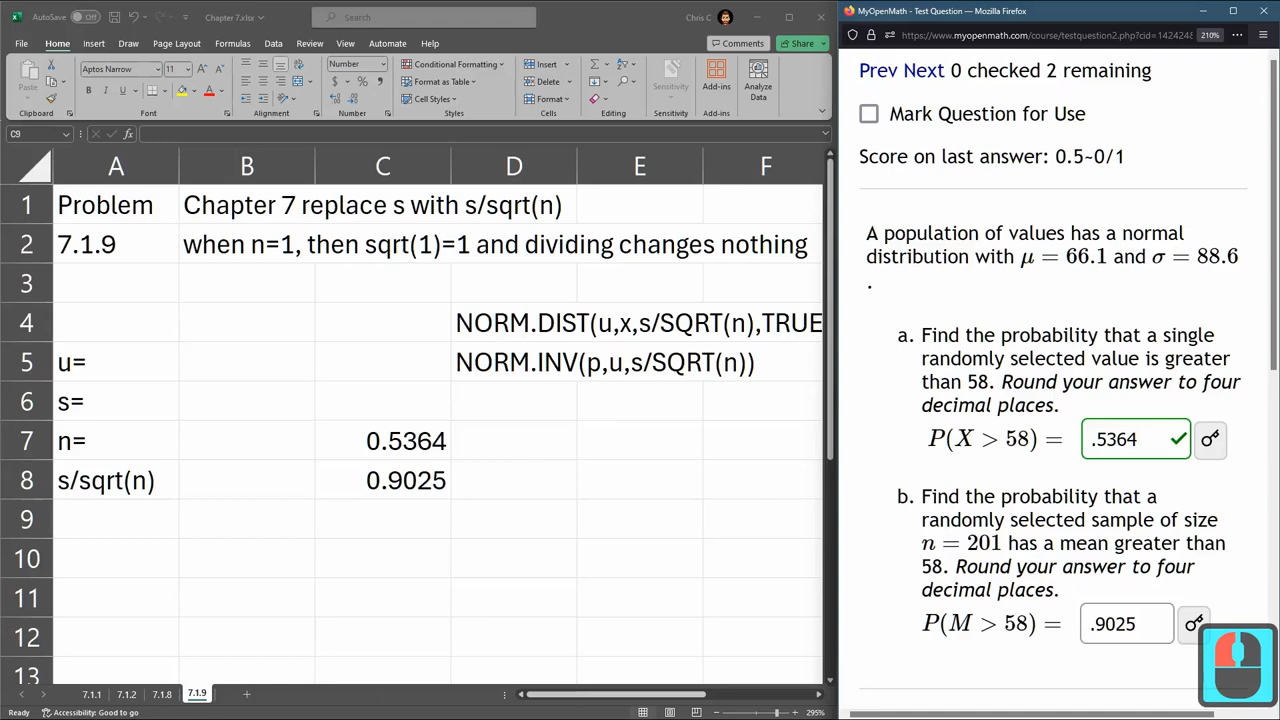 AutoSave Off
Chapter 7.xlsx
Search
Chris C
File Home Insert Draw Page Layout Formulas Data Review View Automate Help
Comments Share
Paste
Clipboard
Aptos Narrow 11
B I U
Font
Alignment
Number
$ % ,
Number
Conditional Formatting
Format as Table
Cell Styles
Styles
Insert
Delete
Format
Cells
Editing
Sensitivity
Sensitivity
Add-ins
Add-ins
Analyze Data
C9
fx
A B C D E F
1 Problem Chapter 7 replace s with s/sqrt(n)
2 7.1.9 when n=1, then sqrt(1)=1 and dividing changes nothing
3
4 NORM.DIST(u,x,s/SQRT(n),TRUE
5 u= NORM.INV(p,u,s/SQRT(n))
6 s=
7 n= 0.5364
8 s/sqrt(n) 0.9025
9
10
11
12
13
7.1.1 7.1.2 7.1.8 7.1.9 +
Ready Accessibility: Good to go 295%
MyOpenMath - Test Question — Mozilla Firefox
https://www.myopenmath.com/course/testquestion2.php?cid=1424245 210%
Prev Next 0 checked 2 remaining
Mark Question for Use
Score on last answer: 0.5~0/1
A population of values has a normal
distribution with μ = 66.1 and σ = 88.6
.
a. Find the probability that a single
randomly selected value is greater
than 58. Round your answer to four
decimal places.
P(X > 58) = .5364
b. Find the probability that a
randomly selected sample of size
n = 201 has a mean greater than
58. Round your answer to four
decimal places.
P(M > 58) = .9025